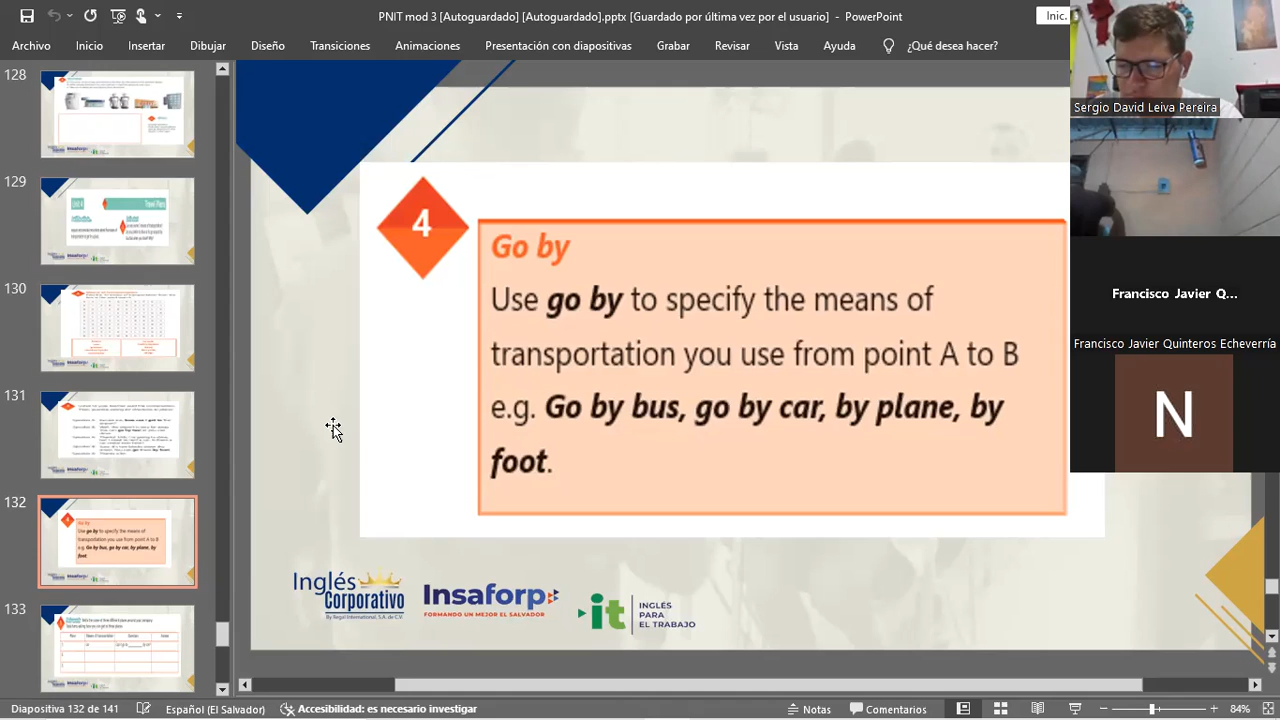 PNIT mod 3 [Autoguardado] [Autoguardado].pptx [Guardado por última vez por el usuario] - PowerPoint
Inic.
Archivo Inicio Insertar Dibujar Diseño Transiciones Animaciones Presentación con diapositivas Grabar Revisar Vista Ayuda ¿Qué desea hacer?
128
129
130
131
132
133
4
Go by
Use go by to specify the means of
transportation you use from point A to B
e.g. Go by bus, go by car, by plane, by
foot.
Inglés
Corporativo
By Regal International, S.A. de C.V.
Insaforp
FORMANDO UN MEJOR EL SALVADOR
it
INGLÉS
PARA
EL TRABAJO
Sergio David Leiva Pereira
Francisco Javier Q...
Francisco Javier Quinteros Echeverría
N
Diapositiva 132 de 141 Español (El Salvador) Accesibilidad: es necesario investigar Notas Comentarios 84%